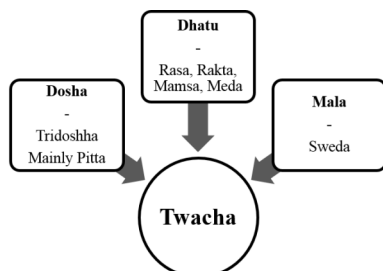 Dhatu
-
Rasa, Rakta,
Mamsa, Meda
Dosha
-
Tridoshha
Mainly Pitta
Mala
-
Sweda
Twacha